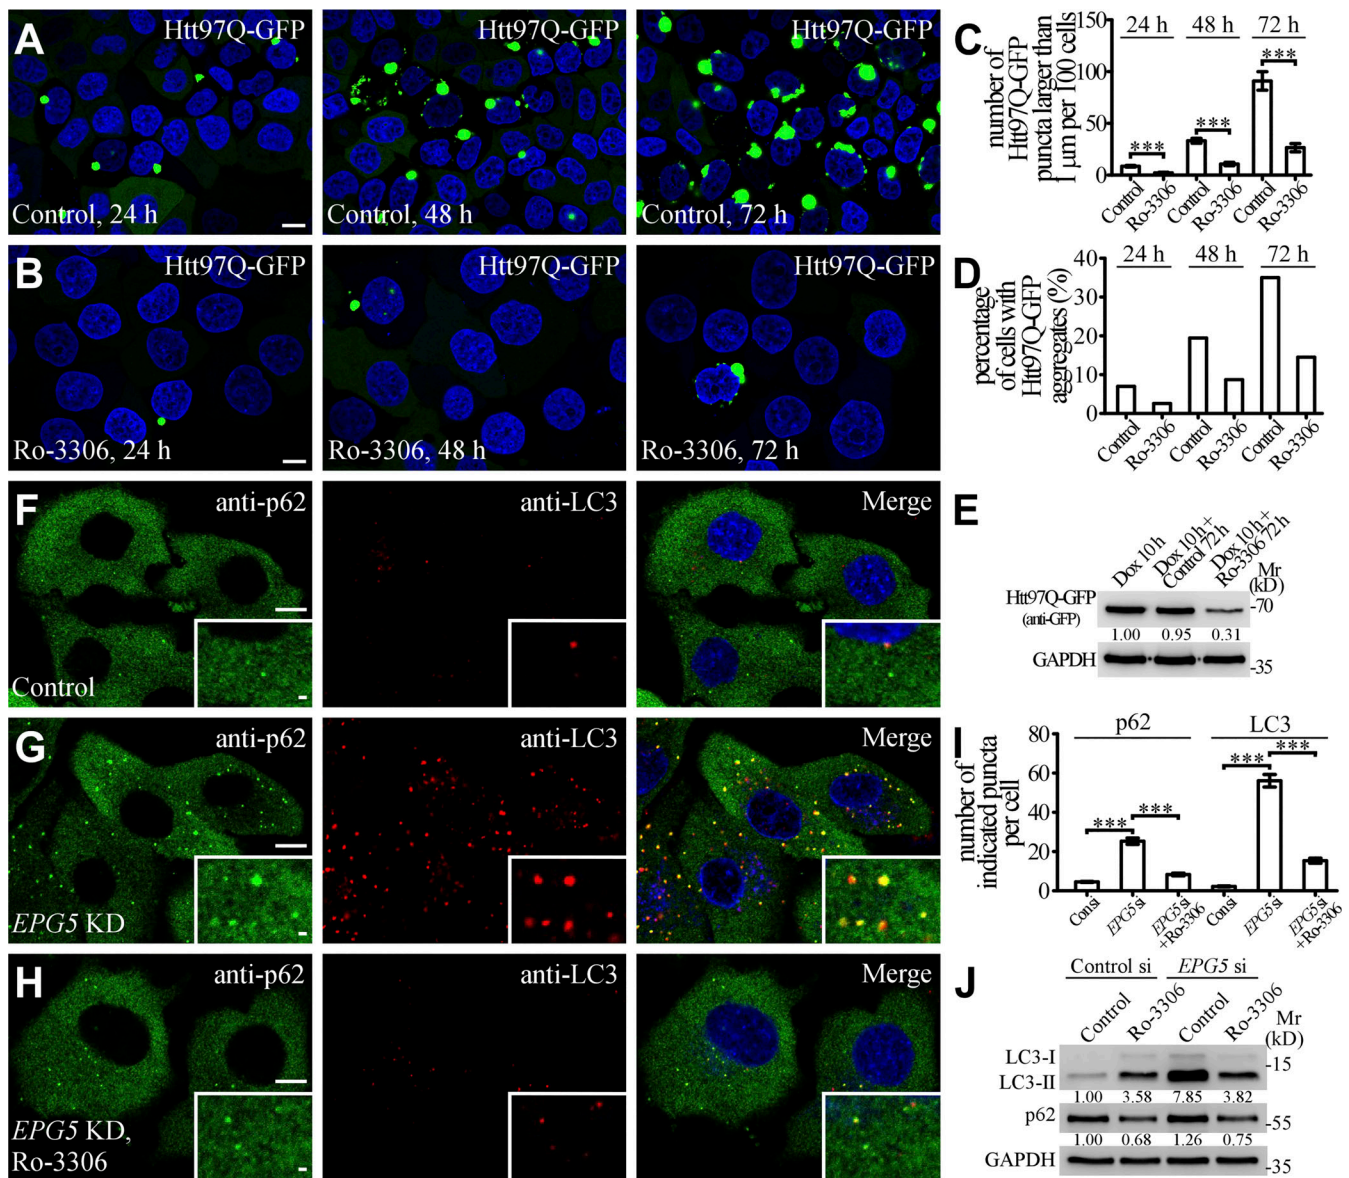 A
Htt97Q-GFP
Control, 24 h
Htt97Q-GFP
Control, 48 h
Htt97Q-GFP
Control, 72 h
B
Htt97Q-GFP
Ro-3306, 24 h
Htt97Q-GFP
Ro-3306, 48 h
Htt97Q-GFP
Ro-3306, 72 h
C
number of
Htt97Q-GFP
puncta larger than
1 µm per 100 cells
150
100
50
0
24 h
48 h
72 h
***
***
***
Control
Ro-3306
Control
Ro-3306
Control
Ro-3306
D
percentage
of cells with
Htt97Q-GFP
aggregates (%)
40
30
20
10
0
24 h
48 h
72 h
Control
Ro-3306
Control
Ro-3306
Control
Ro-3306
E
Dox 10h
Dox 10h+
Control 72h
Dox 10h+
Ro-3306 72h
Mr
(kD)
Htt97Q-GFP
(anti-GFP)
-70
1.00 0.95 0.31
GAPDH
-35
F
anti-p62
Control
anti-LC3
Merge
G
anti-p62
EPG5 KD
anti-LC3
Merge
H
anti-p62
EPG5 KD,
Ro-3306
anti-LC3
Merge
I
number of
indicated puncta
per cell
80
60
40
20
0
p62
LC3
***
***
***
***
Consi
EPG5 si
EPG5 si
+Ro-3306
Consi
EPG5 si
EPG5 si
+Ro-3306
J
Control si
EPG5 si
Control
Ro-3306
Control
Ro-3306
Mr
(kD)
LC3-I
-15
LC3-II
1.00 3.58 7.85 3.82
p62
-55
1.00 0.68 1.26 0.75
GAPDH
-35